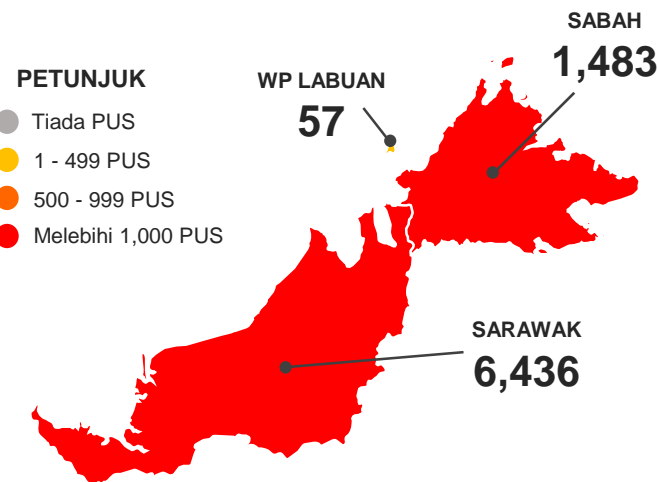 SABAH
1,483
PETUNJUK
WP LABUAN
57
Tiada PUS
1 - 499 PUS
500 - 999 PUS
Melebihi 1,000 PUS
SARAWAK
6,436